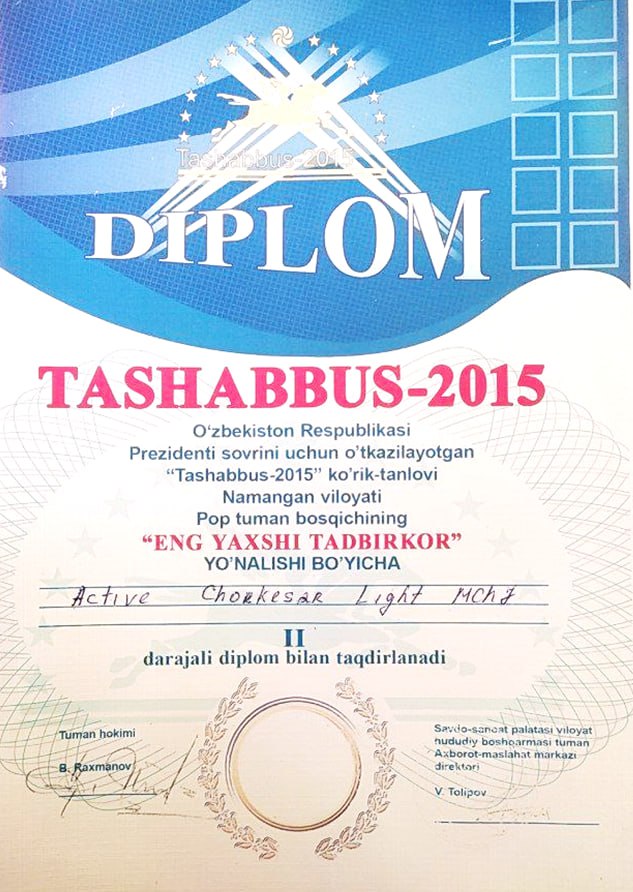 Tashabbus-2015
DIPLOM
TASHABBUS-2015
O‘zbekiston Respublikasi
Prezidenti sovrini uchun o’tkazilayotgan
“Tashabbus-2015” ko’rik-tanlovi
Namangan viloyati
Pop tuman bosqichining
“ENG YAXSHI TADBIRKOR”
YO’NALISHI BO’YICHA
Active Chorkesar Light MChJ
II
darajali diplom bilan taqdirlanadi
Tuman hokimi
B. Raxmanov
Savdo-sanoat palatasi viloyat
hududiy boshqarmasi tuman
Axborot-maslahat markazi
direktori
V. Tolipov